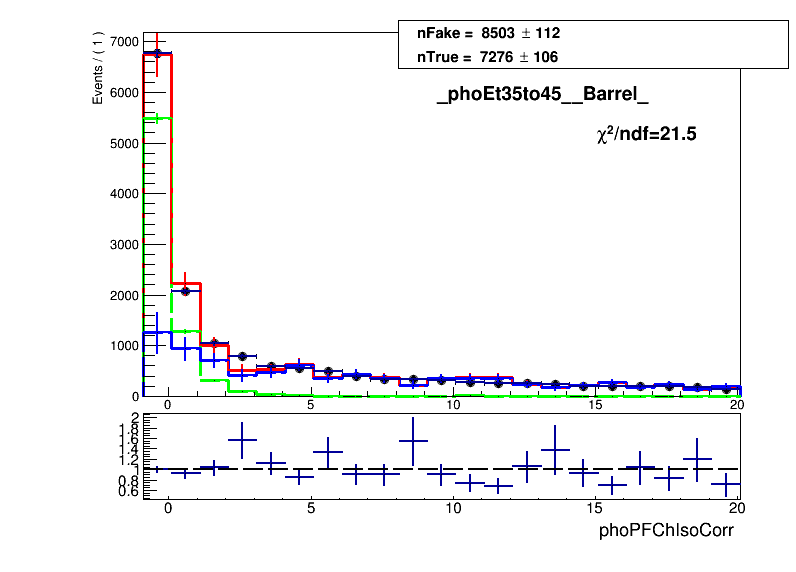 nFake = 8503 ± 112
nTrue = 7276 ± 106
_phoEt35to45__Barrel_
χ²/ndf=21.5
Events / ( 1 )
7000
6000
5000
4000
3000
2000
1000
0
0 5 10 15 20
2
1.8
1.6
1.4
1.2
1
0.8
0.6
0 5 10 15 20
phoPFChIsoCorr